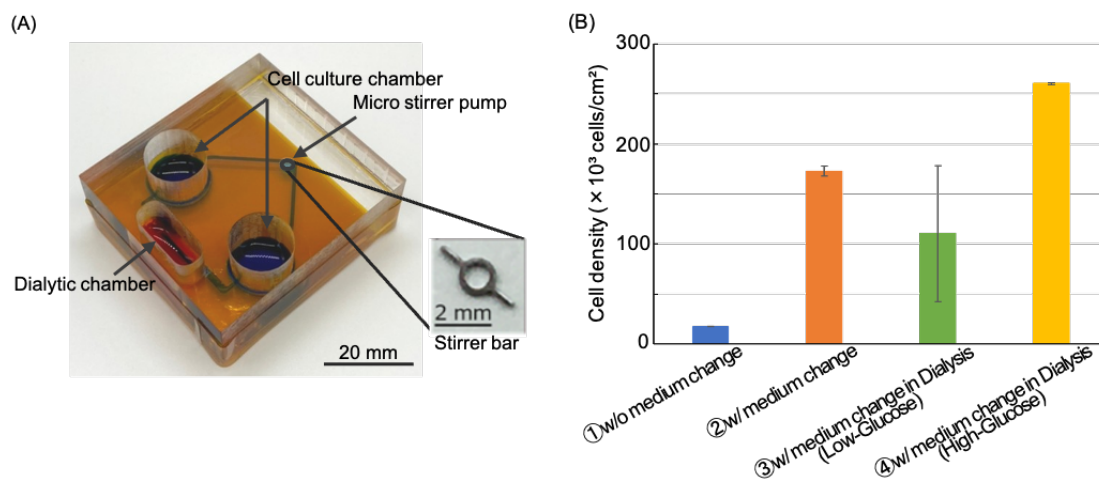 (A)
Cell culture chamber
Micro stirrer pump
Dialytic chamber
2 mm
Stirrer bar
20 mm
(B)
Cell density ( × 10³ cells/cm²)
300
200
100
0
①w/o medium change
②w/ medium change
③w/ medium change in Dialysis
(Low-Glucose)
④w/ medium change in Dialysis
(High-Glucose)